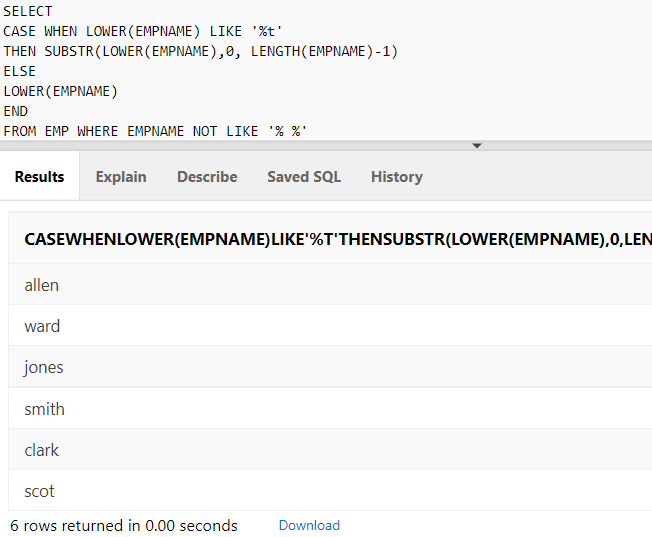 SELECT
CASE WHEN LOWER(EMPNAME) LIKE '%t'
THEN SUBSTR(LOWER(EMPNAME),0, LENGTH(EMPNAME)-1)
ELSE
LOWER(EMPNAME)
END
FROM EMP WHERE EMPNAME NOT LIKE '% %'
Results Explain Describe Saved SQL History
CASEWHENLOWER(EMPNAME)LIKE'%T'THENSUBSTR(LOWER(EMPNAME),0,LEN
allen
ward
jones
smith
clark
scot
6 rows returned in 0.00 seconds Download